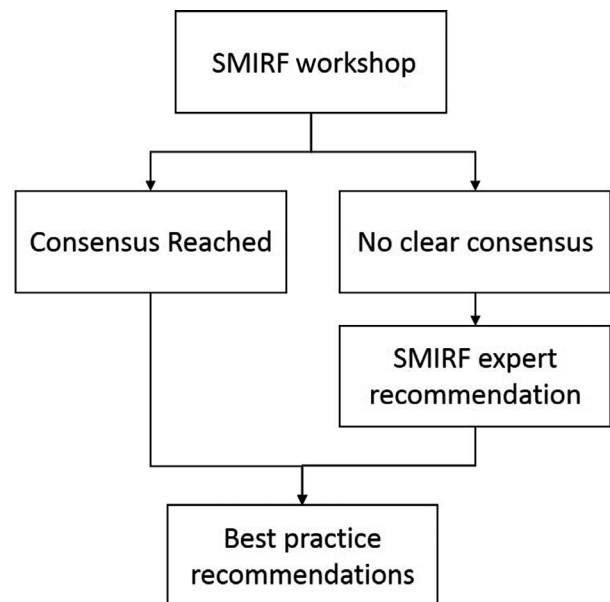 SMIRF workshop
Consensus Reached
No clear consensus
SMIRF expert
recommendation
Best practice
recommendations